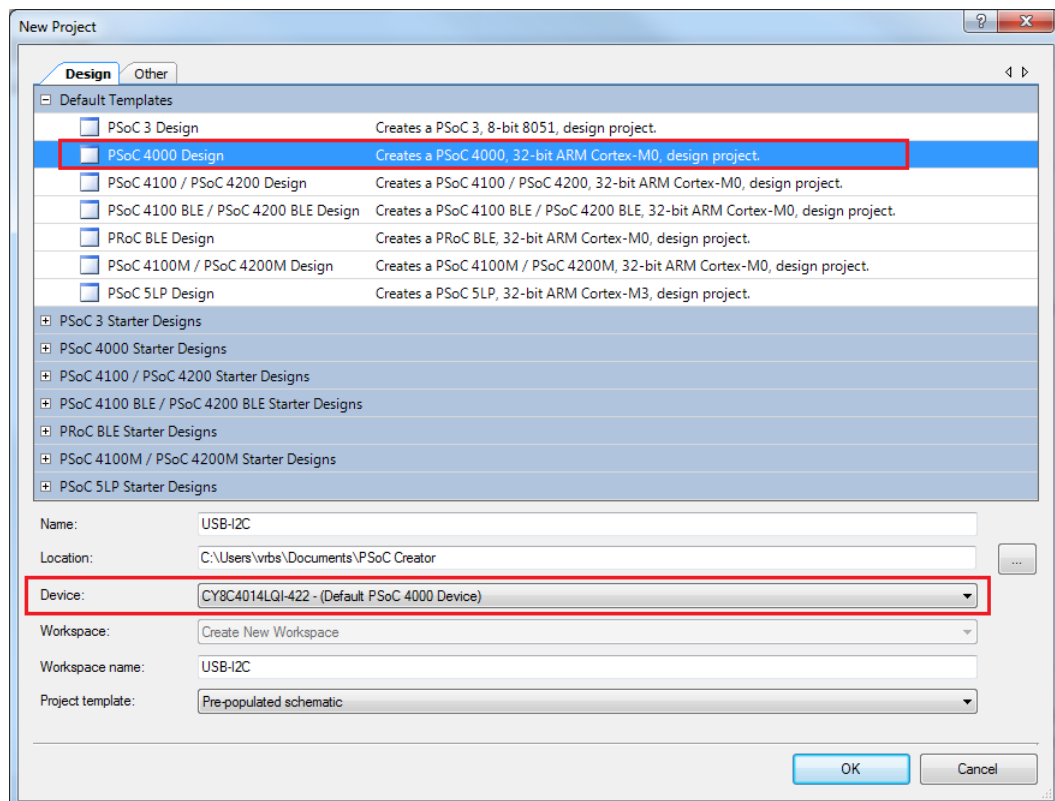 New Project
Design Other
Default Templates
PSoC 3 Design Creates a PSoC 3, 8-bit 8051, design project.
PSoC 4000 Design Creates a PSoC 4000, 32-bit ARM Cortex-M0, design project.
PSoC 4100 / PSoC 4200 Design Creates a PSoC 4100 / PSoC 4200, 32-bit ARM Cortex-M0, design project.
PSoC 4100 BLE / PSoC 4200 BLE Design Creates a PSoC 4100 BLE / PSoC 4200 BLE, 32-bit ARM Cortex-M0, design project.
PRoC BLE Design Creates a PRoC BLE, 32-bit ARM Cortex-M0, design project.
PSoC 4100M / PSoC 4200M Design Creates a PSoC 4100M / PSoC 4200M, 32-bit ARM Cortex-M0, design project.
PSoC 5LP Design Creates a PSoC 5LP, 32-bit ARM Cortex-M3, design project.
PSoC 3 Starter Designs
PSoC 4000 Starter Designs
PSoC 4100 / PSoC 4200 Starter Designs
PSoC 4100 BLE / PSoC 4200 BLE Starter Designs
PRoC BLE Starter Designs
PSoC 4100M / PSoC 4200M Starter Designs
PSoC 5LP Starter Designs
Name: USB-I2C
Location: C:\Users\vrbs\Documents\PSoC Creator ...
Device: CY8C4014LQI-422 - (Default PSoC 4000 Device)
Workspace: Create New Workspace
Workspace name: USB-I2C
Project template: Pre-populated schematic
OK Cancel